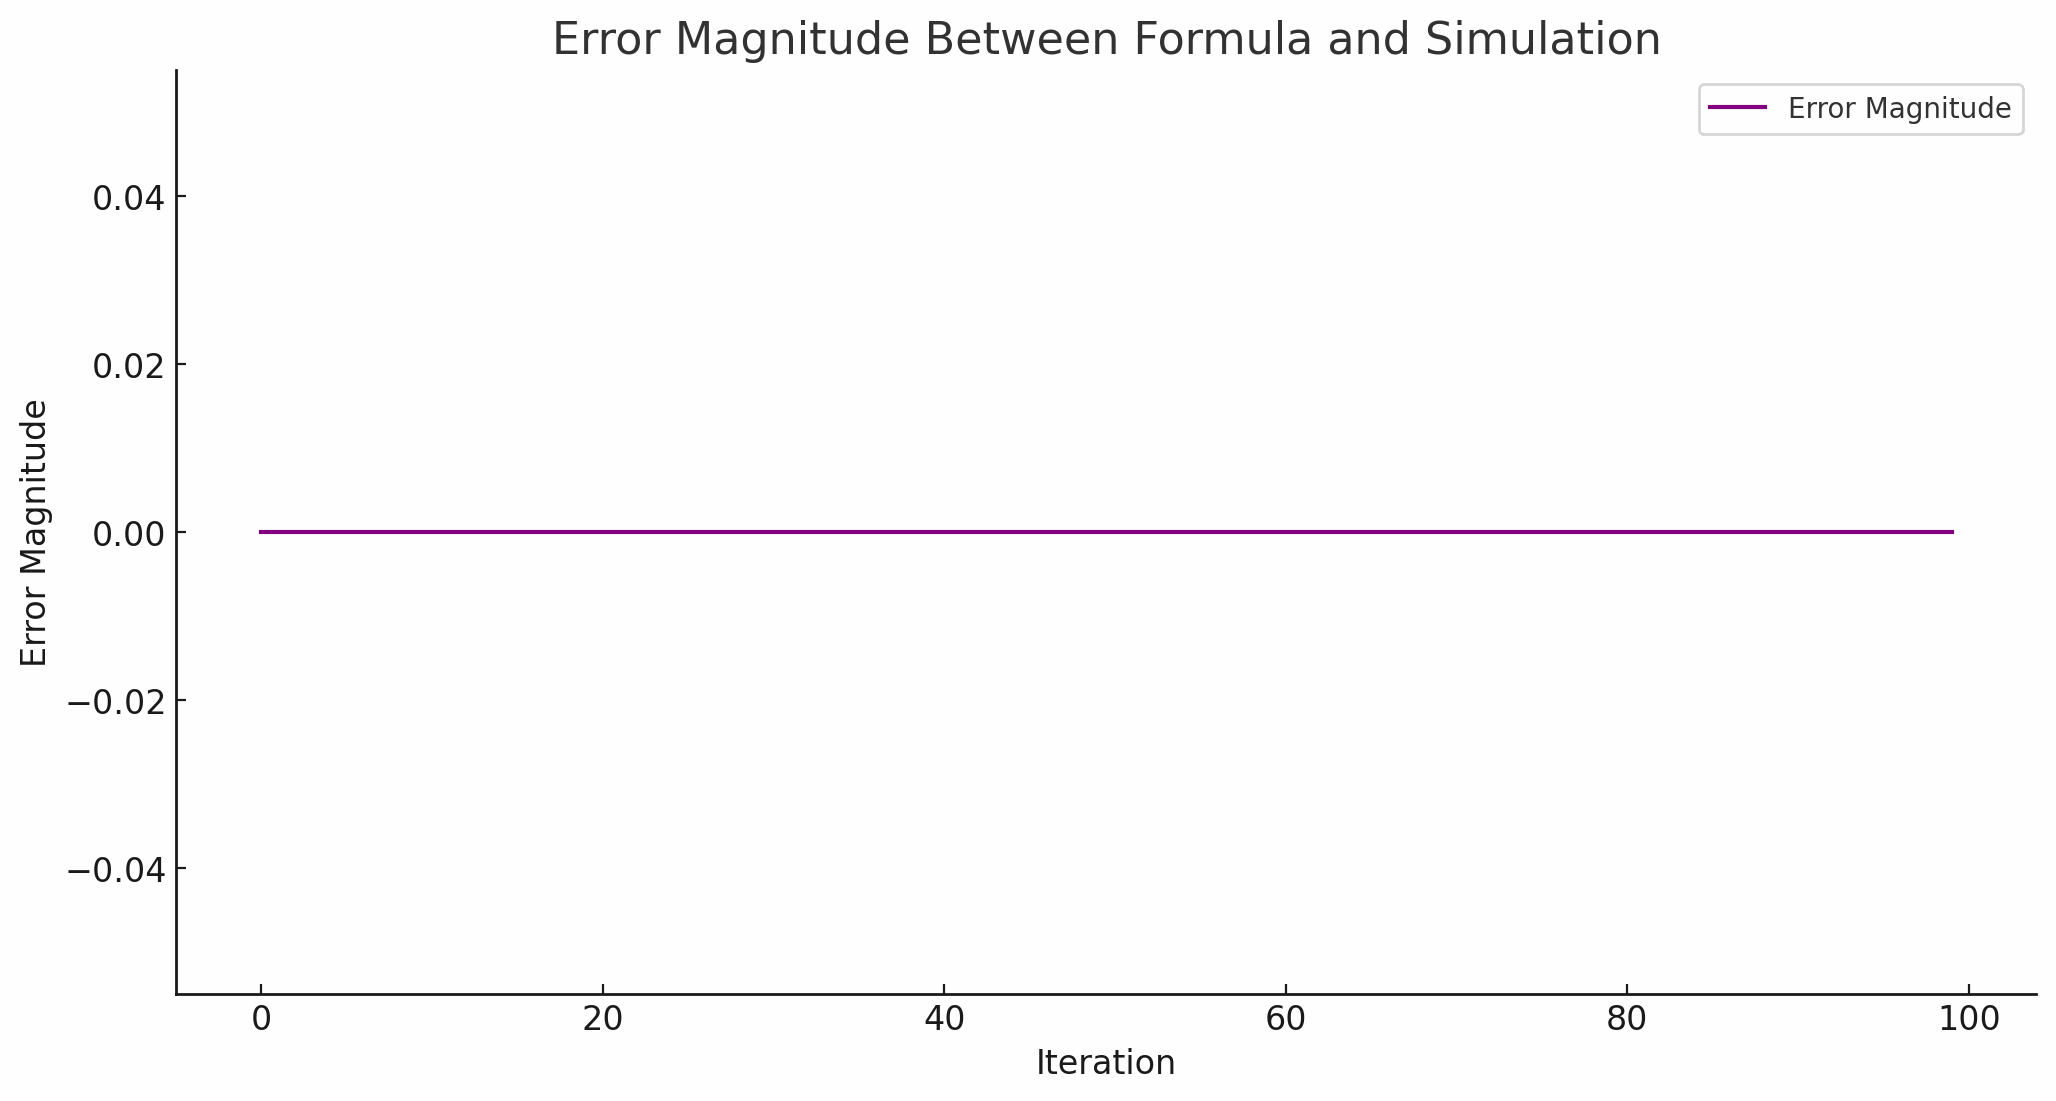 Error Magnitude Between Formula and Simulation
Error Magnitude
0.04
0.02
0.00
−0.02
−0.04
Error Magnitude
0 20 40 60 80 100
Iteration